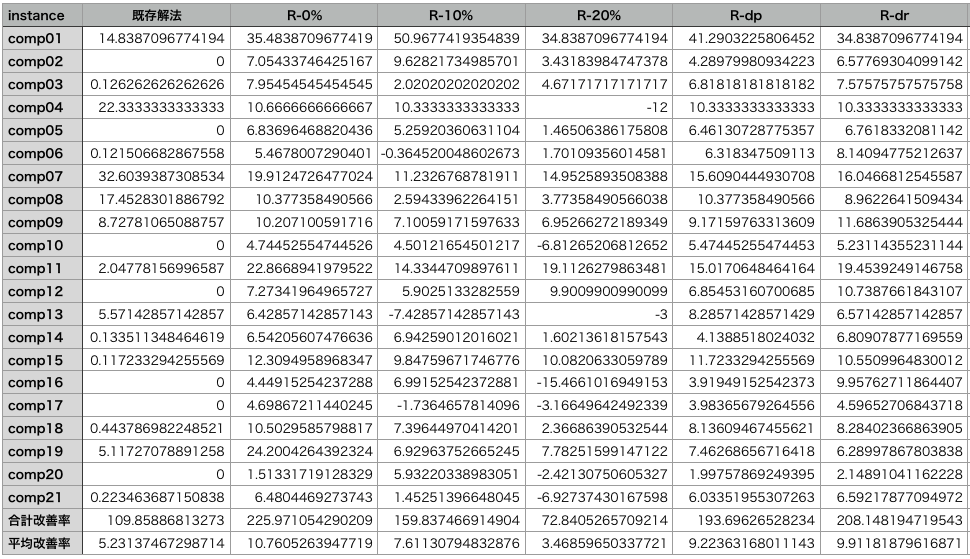 instance 既存解法 R-0% R-10% R-20% R-dp R-dr
comp01 14.8387096774194 35.4838709677419 50.9677419354839 34.8387096774194 41.2903225806452 34.8387096774194
comp02 0 7.05433746425167 9.62821734985701 3.43183984747378 4.28979980934223 6.57769304099142
comp03 0.126262626262626 7.95454545454545 2.02020202020202 4.67171717171717 6.81818181818182 7.57575757575758
comp04 22.3333333333333 10.6666666666667 10.3333333333333 -12 10.3333333333333 10.3333333333333
comp05 0 6.83696468820436 5.25920360631104 1.46506386175808 6.46130728775357 6.7618332081142
comp06 0.121506682867558 5.4678007290401 -0.364520048602673 1.70109356014581 6.318347509113 8.14094775212637
comp07 32.6039387308534 19.9124726477024 11.2326768781911 14.9525893508388 15.6090444930708 16.0466812545587
comp08 17.4528301886792 10.377358490566 2.59433962264151 3.77358490566038 10.377358490566 8.9622641509434
comp09 8.72781065088757 10.207100591716 7.10059171597633 6.95266272189349 9.17159763313609 11.6863905325444
comp10 0 4.74452554744526 4.50121654501217 -6.81265206812652 5.47445255474453 5.23114355231144
comp11 2.04778156996587 22.8668941979522 14.3344709897611 19.1126279863481 15.0170648464164 19.4539249146758
comp12 0 7.27341964965727 5.9025133282559 9.9009900990099 6.85453160700685 10.7387661843107
comp13 5.57142857142857 6.42857142857143 -7.42857142857143 -3 8.28571428571429 6.57142857142857
comp14 0.133511348464619 6.54205607476636 6.94259012016021 1.60213618157543 4.1388518024032 6.80907877169559
comp15 0.117233294255569 12.3094958968347 9.84759671746776 10.0820633059789 11.7233294255569 10.5509964830012
comp16 0 4.44915254237288 6.99152542372881 -15.4661016949153 3.91949152542373 9.95762711864407
comp17 0 4.69867211440245 -1.7364657814096 -3.16649642492339 3.98365679264556 4.59652706843718
comp18 0.443786982248521 10.5029585798817 7.39644970414201 2.36686390532544 8.13609467455621 8.28402366863905
comp19 5.11727078891258 24.2004264392324 6.92963752665245 7.78251599147122 7.46268656716418 6.28997867803838
comp20 0 1.51331719128329 5.93220338983051 -2.42130750605327 1.99757869249395 2.14891041162228
comp21 0.223463687150838 6.4804469273743 1.45251396648045 -6.92737430167598 6.03351955307263 6.59217877094972
合計改善率 109.85886813273 225.971054290209 159.837466914904 72.8405265709214 193.69626528234 208.148194719543
平均改善率 5.23137467298714 10.7605263947719 7.61130794832876 3.46859650337721 9.22363168011143 9.91181879616871